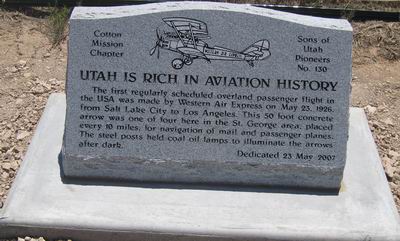 Cotton
Mission
Chapter
Sons of
Utah
Pioneers
No. 130
UTAH IS RICH IN AVIATION HISTORY
The first regularly scheduled overland passenger flight in
the USA was made by Western Air Express on May 23, 1926,
from Salt Lake City to Los Angeles. This 50 foot concrete
arrow was one of four here in the St. George area, placed
every 10 miles, for navigation of mail and passenger planes.
The steel posts held coal oil lamps to illuminate the arrows
after dark.
Dedicated 23 May 2007